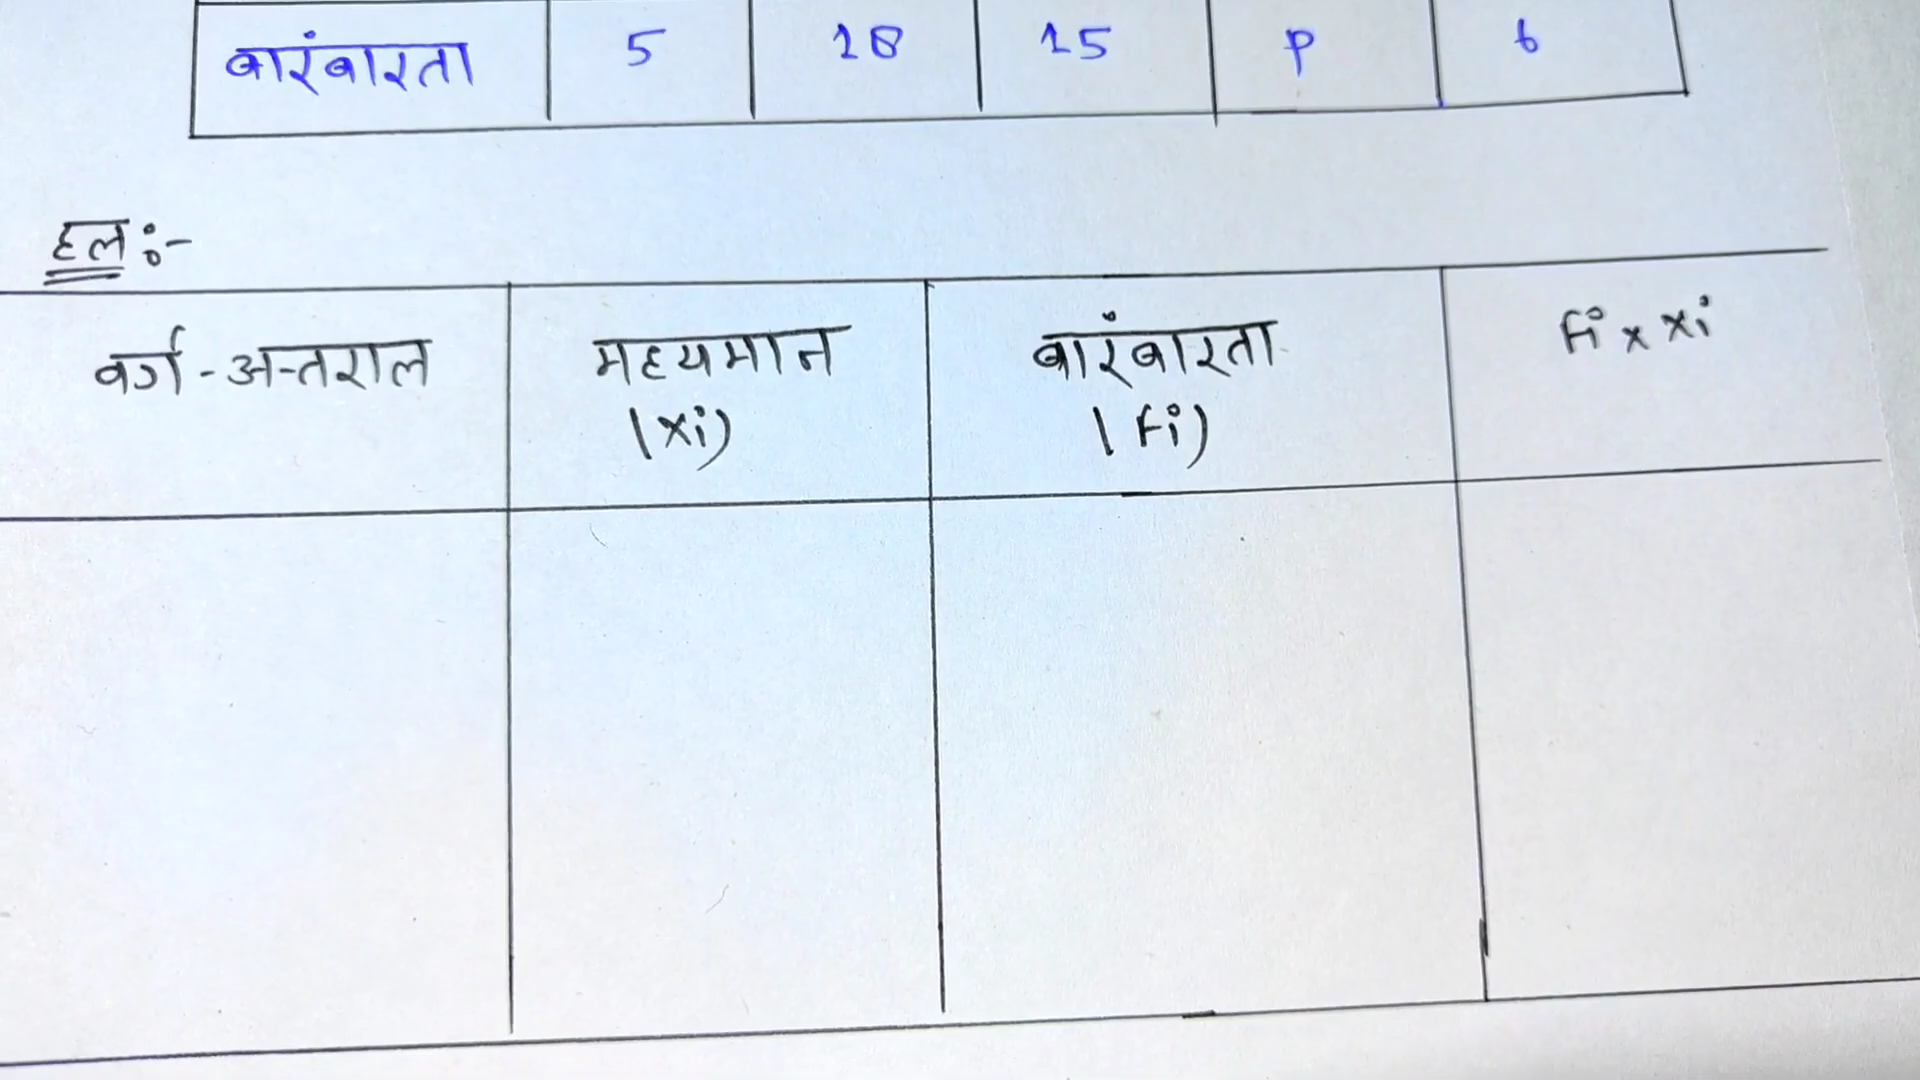 बारंबारता 5 18 15 P 6
हल :-
वर्ग-अन्तराल मध्यमान बारंबारता fi × xi
(xi) (fi)